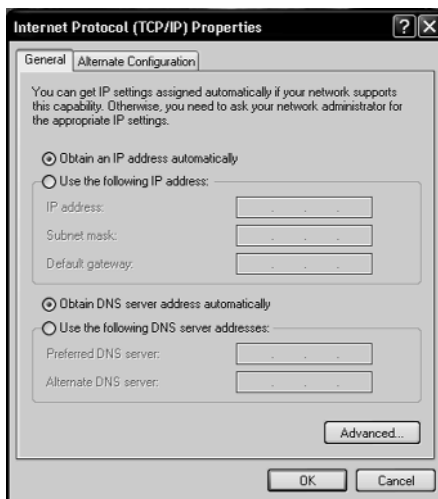 Internet Protocol (TCP/IP) Properties
General
Alternate Configuration
You can get IP settings assigned automatically if your network supports
this capability. Otherwise, you need to ask your network administrator for
the appropriate IP settings.
Obtain an IP address automatically
Use the following IP address:
IP address:
Subnet mask:
Default gateway:
Obtain DNS server address automatically
Use the following DNS server addresses:
Preferred DNS server:
Alternate DNS server:
Advanced...
OK
Cancel